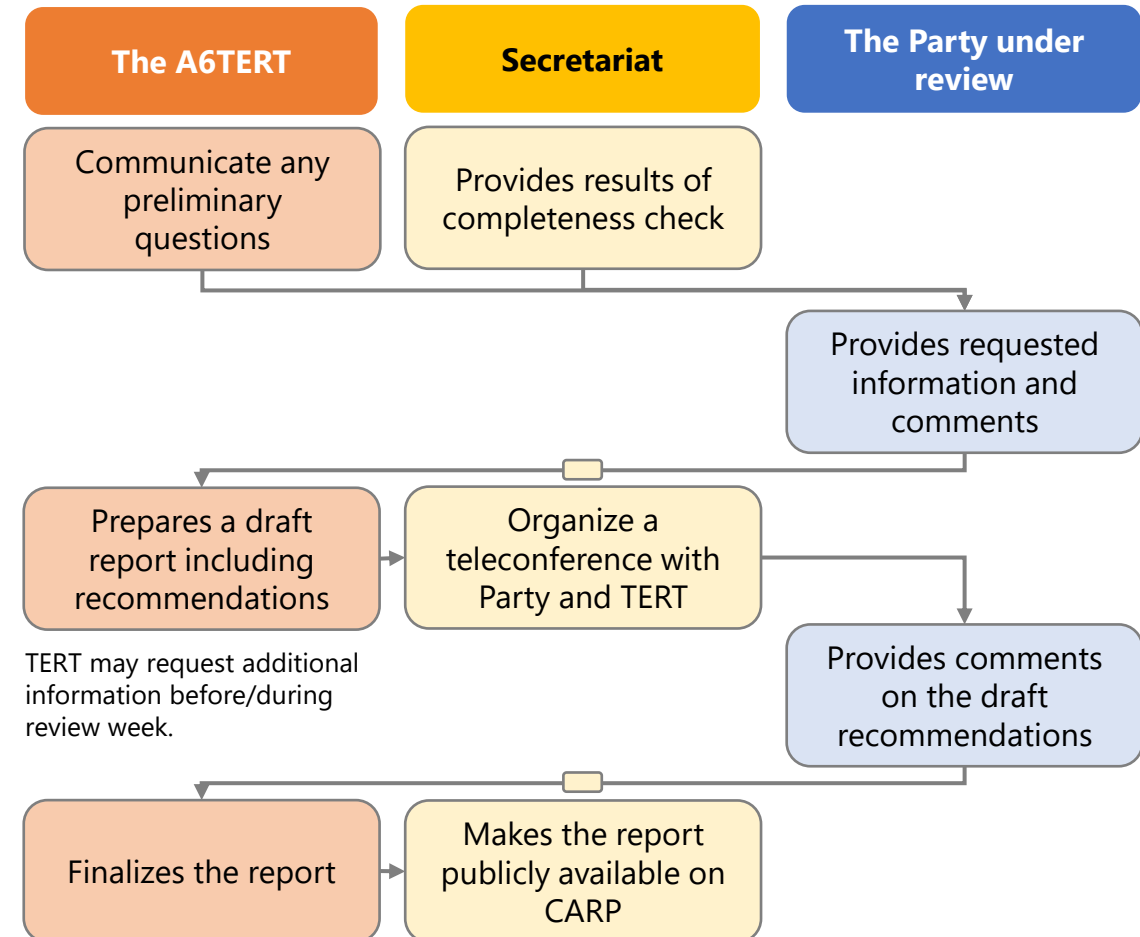 The A6TERT
Secretariat
The Party under
review
Communicate any
preliminary
questions
Provides results of
completeness check
Provides requested
information and
comments
Prepares a draft
report including
recommendations
Organize a
teleconference with
Party and TERT
TERT may request additional
information before/during
review week.
Provides comments
on the draft
recommendations
Finalizes the report
Makes the report
publicly available on
CARP